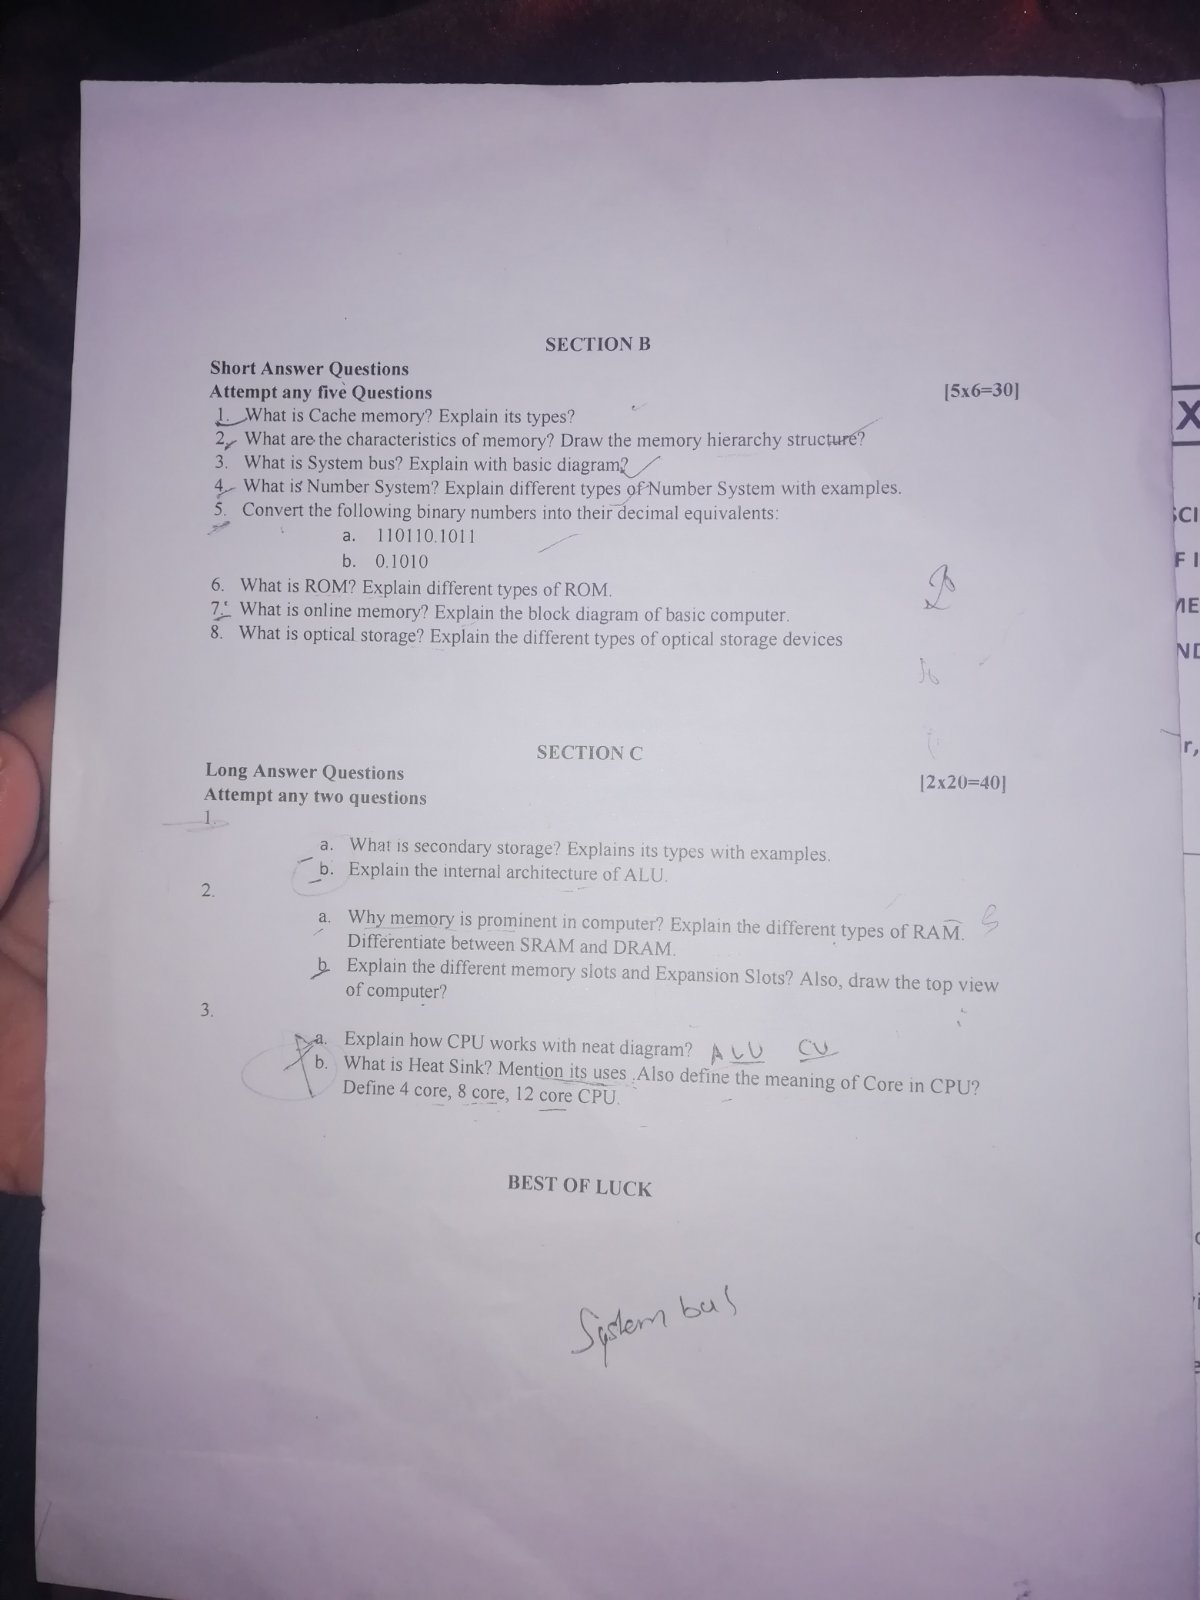 SECTION B
Short Answer Questions
Attempt any five Questions [5x6=30]
1. What is Cache memory? Explain its types?
2. What are the characteristics of memory? Draw the memory hierarchy structure?
3. What is System bus? Explain with basic diagram?
4. What is Number System? Explain different types of Number System with examples.
5. Convert the following binary numbers into their decimal equivalents:
a. 110110.1011
b. 0.1010
6. What is ROM? Explain different types of ROM.
7. What is online memory? Explain the block diagram of basic computer.
8. What is optical storage? Explain the different types of optical storage devices
SECTION C
Long Answer Questions [2x20=40]
Attempt any two questions
1.
a. What is secondary storage? Explains its types with examples.
b. Explain the internal architecture of ALU.
2.
a. Why memory is prominent in computer? Explain the different types of RAM.
Differentiate between SRAM and DRAM.
b Explain the different memory slots and Expansion Slots? Also, draw the top view
of computer?
3.
a. Explain how CPU works with neat diagram? ALU CU
b. What is Heat Sink? Mention its uses .Also define the meaning of Core in CPU?
Define 4 core, 8 core, 12 core CPU.
BEST OF LUCK
System bus
X
SCI
F I
ME
ND
r,